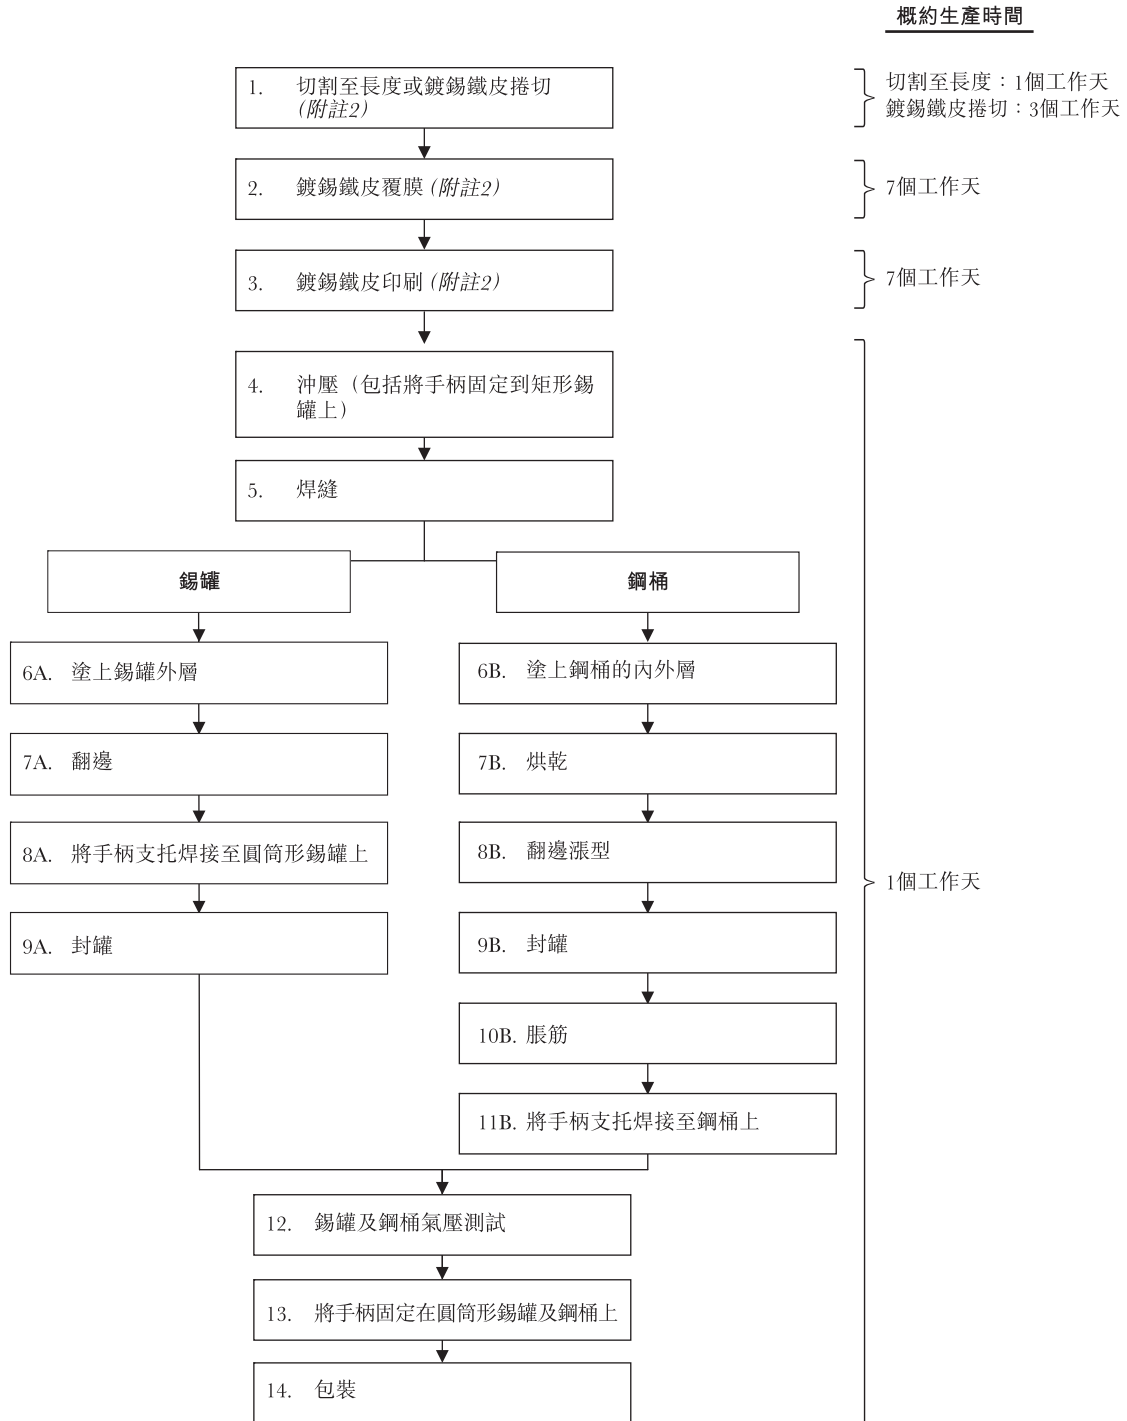 概約生產時間
1. 切割至長度或鍍錫鐵皮捲切
(附註2)
切割至長度：1個工作天
鍍錫鐵皮捲切：3個工作天
2. 鍍錫鐵皮覆膜(附註2)
7個工作天
3. 鍍錫鐵皮印刷(附註2)
7個工作天
4. 沖壓（包括將手柄固定到矩形錫
罐上）
5. 焊縫
錫罐
鋼桶
6A. 塗上錫罐外層
6B. 塗上鋼桶的內外層
7A. 翻邊
7B. 烘乾
8A. 將手柄支托焊接至圓筒形錫罐上
8B. 翻邊漲型
1個工作天
9A. 封罐
9B. 封罐
10B. 脹筋
11B. 將手柄支托焊接至鋼桶上
12. 錫罐及鋼桶氣壓測試
13. 將手柄固定在圓筒形錫罐及鋼桶上
14. 包裝